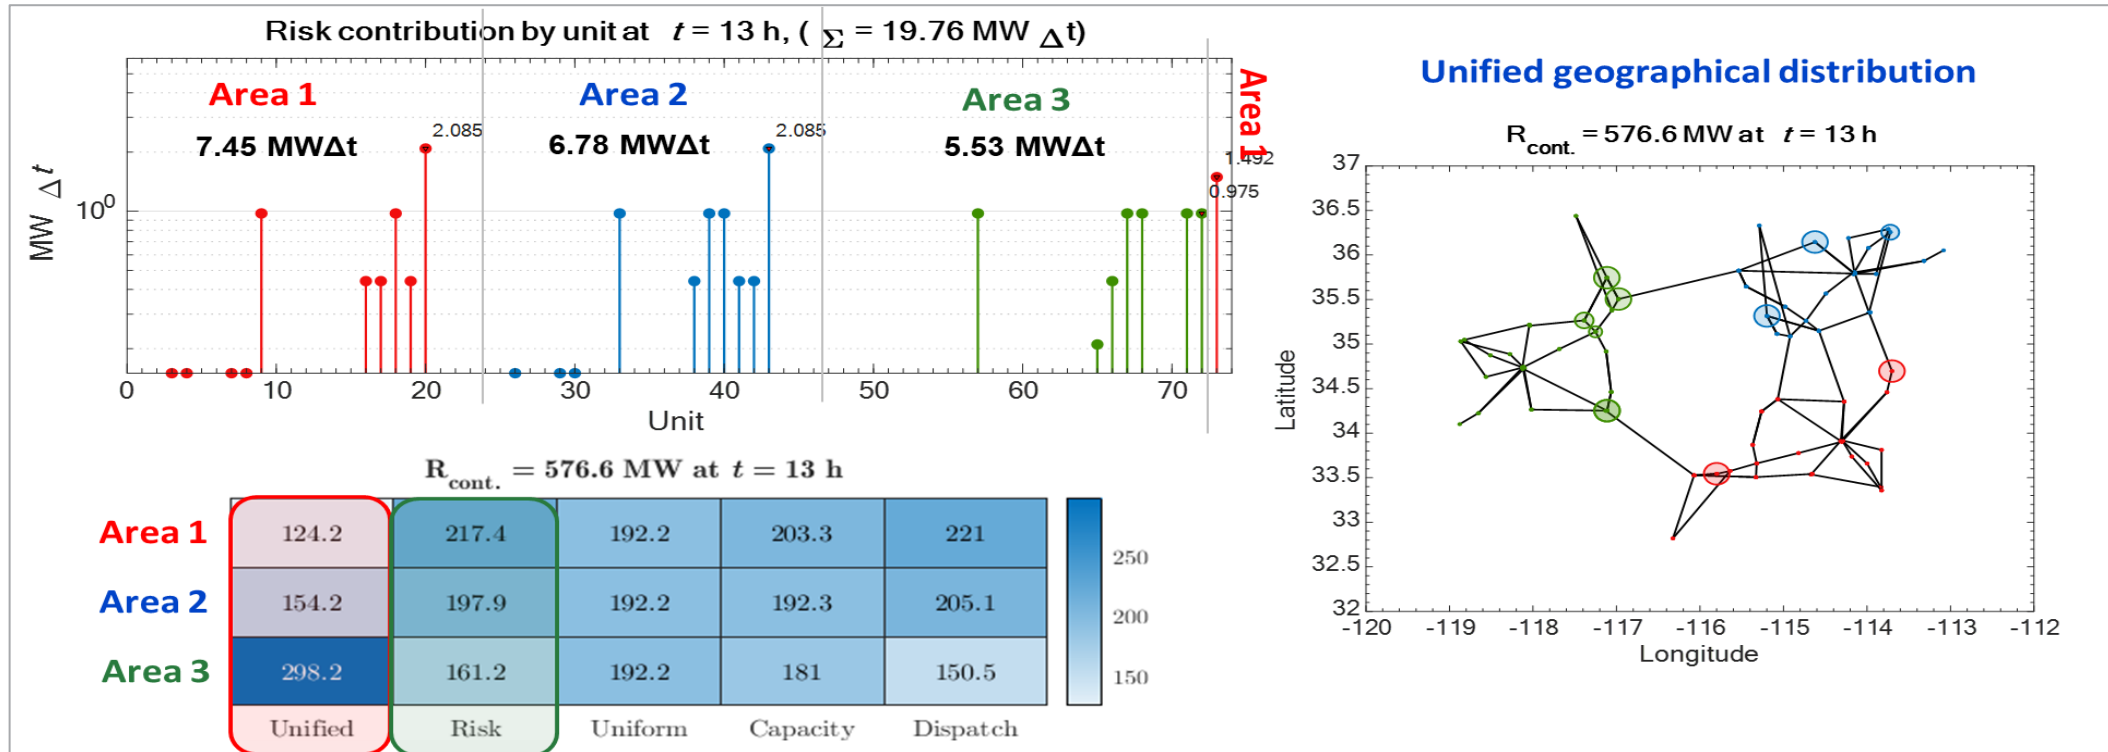 Risk contribution by unit at t = 13 h, ( Σ = 19.76 MW Δt)
Area 1
Area 2
Area 3
Area 1
7.45 MWΔt
6.78 MWΔt
5.53 MWΔt
2.085
2.085
1.492
0.975
MW Δt
10^0
0 10 20 30 40 50 60 70
Unit
R_cont. = 576.6 MW at t = 13 h
Area 1 124.2 217.4 192.2 203.3 221
Area 2 154.2 197.9 192.2 192.3 205.1
Area 3 298.2 161.2 192.2 181 150.5
Unified Risk Uniform Capacity Dispatch
250
200
150
Unified geographical distribution
R_cont. = 576.6 MW at t = 13 h
Latitude
37
36.5
36
35.5
35
34.5
34
33.5
33
32.5
32
-120 -119 -118 -117 -116 -115 -114 -113 -112
Longitude